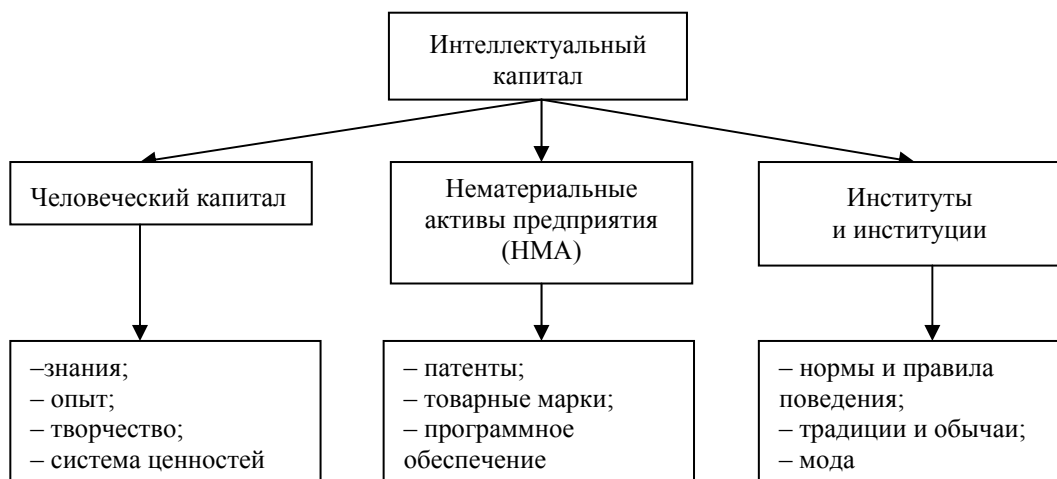 Интеллектуальный
капитал
Человеческий капитал
Нематериальные
активы предприятия
(НМА)
Институты
и институции
–знания;
– опыт;
– творчество;
– система ценностей
– патенты;
– товарные марки;
– программное
обеспечение
– нормы и правила
поведения;
– традиции и обычаи;
– мода